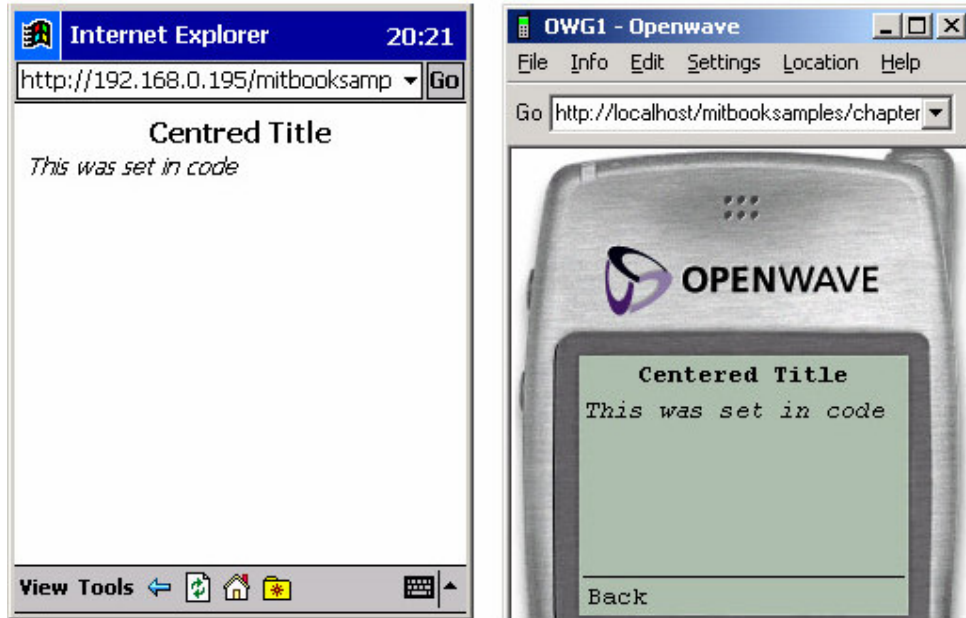 Internet Explorer 20:21
http://192.168.0.195/mitbooksamp Go
Centred Title
This was set in code
View Tools
OWG1 - Openwave
File Info Edit Settings Location Help
Go http://localhost/mitbooksamples/chapter
OPENWAVE
Centered Title
This was set in code
Back